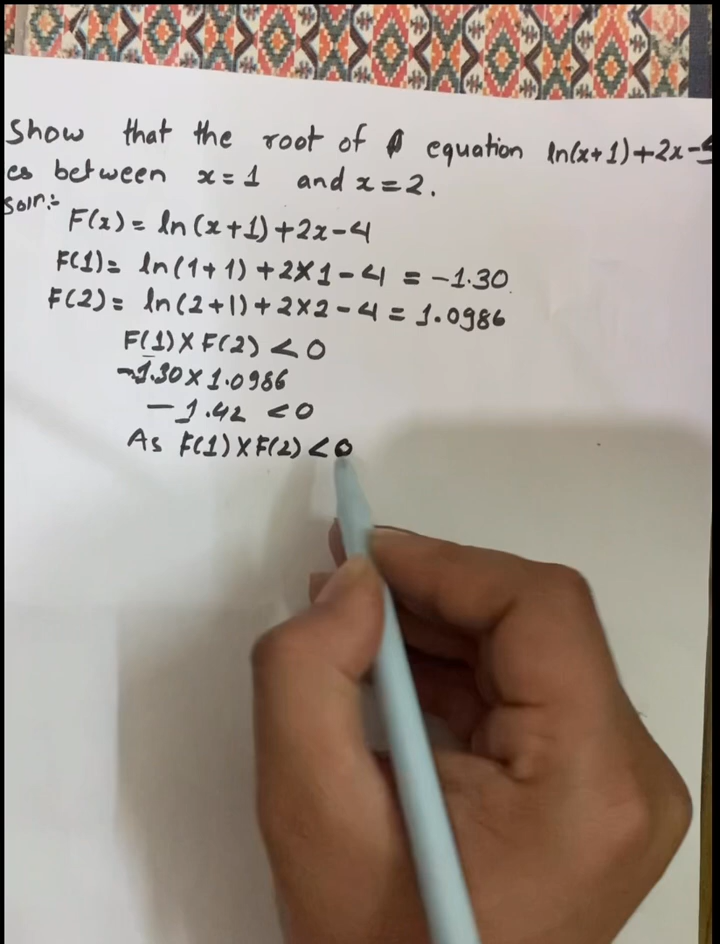 Show that the root of equation ln(x+1)+2x-
es between x=1 and x=2.
Soln:-
F(x)= ln(x+1)+2x-4
F(1)= ln(1+1)+2×1-4 = -1.30
F(2)= ln(2+1)+2×2-4 = 1.0986
F(1)×F(2) <0
-1.30×1.0986
-1.42 <0
As F(1)×F(2)<0